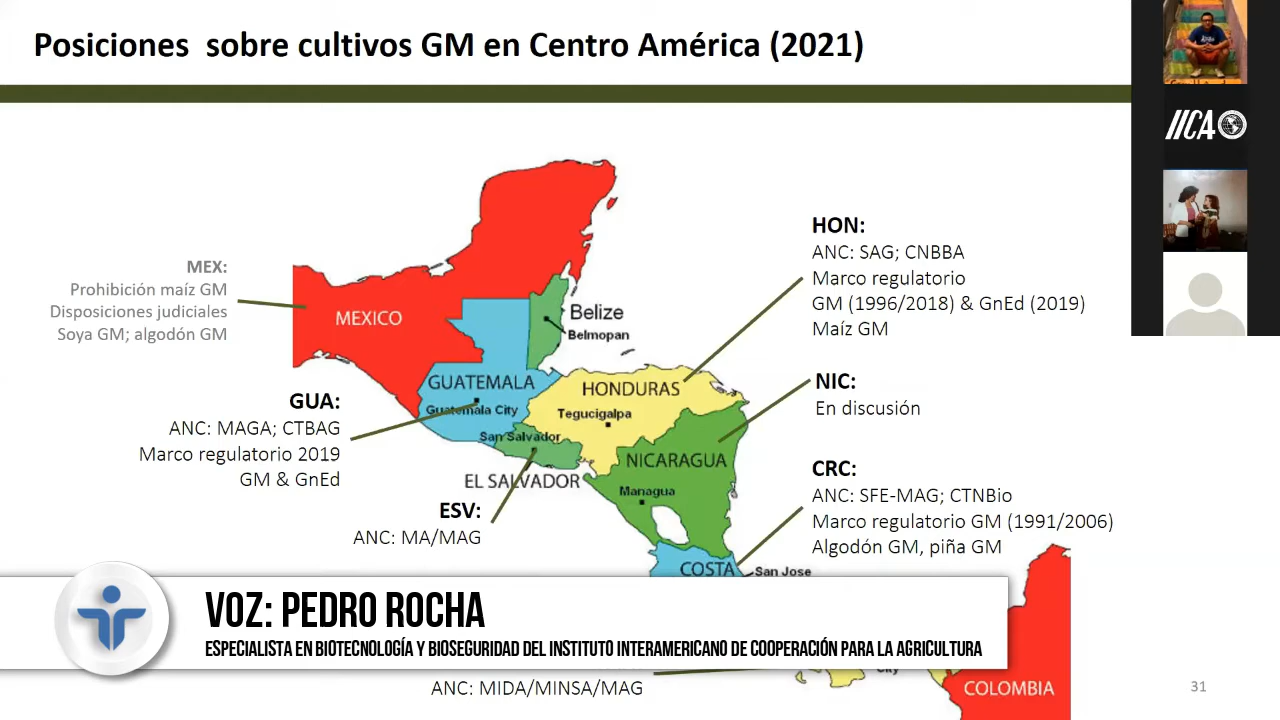 Posiciones sobre cultivos GM en Centro América (2021)
IICA
MEX:
Prohibición maíz GM
Disposiciones judiciales
Soya GM; algodón GM
GUA:
ANC: MAGA; CTBAG
Marco regulatorio 2019
GM & GnEd
ESV:
ANC: MA/MAG
HON:
ANC: SAG; CNBBA
Marco regulatorio
GM (1996/2018) & GnEd (2019)
Maíz GM
NIC:
En discusión
CRC:
ANC: SFE-MAG; CTNBio
Marco regulatorio GM (1991/2006)
Algodón GM, piña GM
MEXICO
Belize
Belmopan
GUATEMALA
Guatemala City
HONDURAS
Tegucigalpa
San Salvador
EL SALVADOR
NICARAGUA
Managua
COSTA
San Jose
VOZ: PEDRO ROCHA
ESPECIALISTA EN BIOTECNOLOGÍA Y BIOSEGURIDAD DEL INSTITUTO INTERAMERICANO DE COOPERACIÓN PARA LA AGRICULTURA
City
ANC: MIDA/MINSA/MAG
COLOMBIA
31